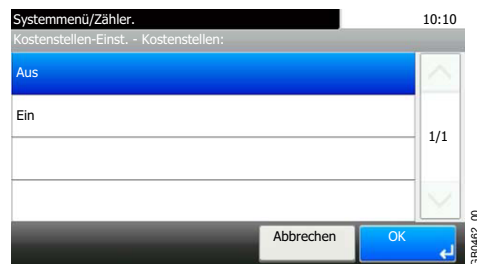 Systemmenü/Zähler.
10:10
Kostenstellen-Einst. - Kostenstellen:
Aus
Ein
1/1
Abbrechen
OK
GB0462_00